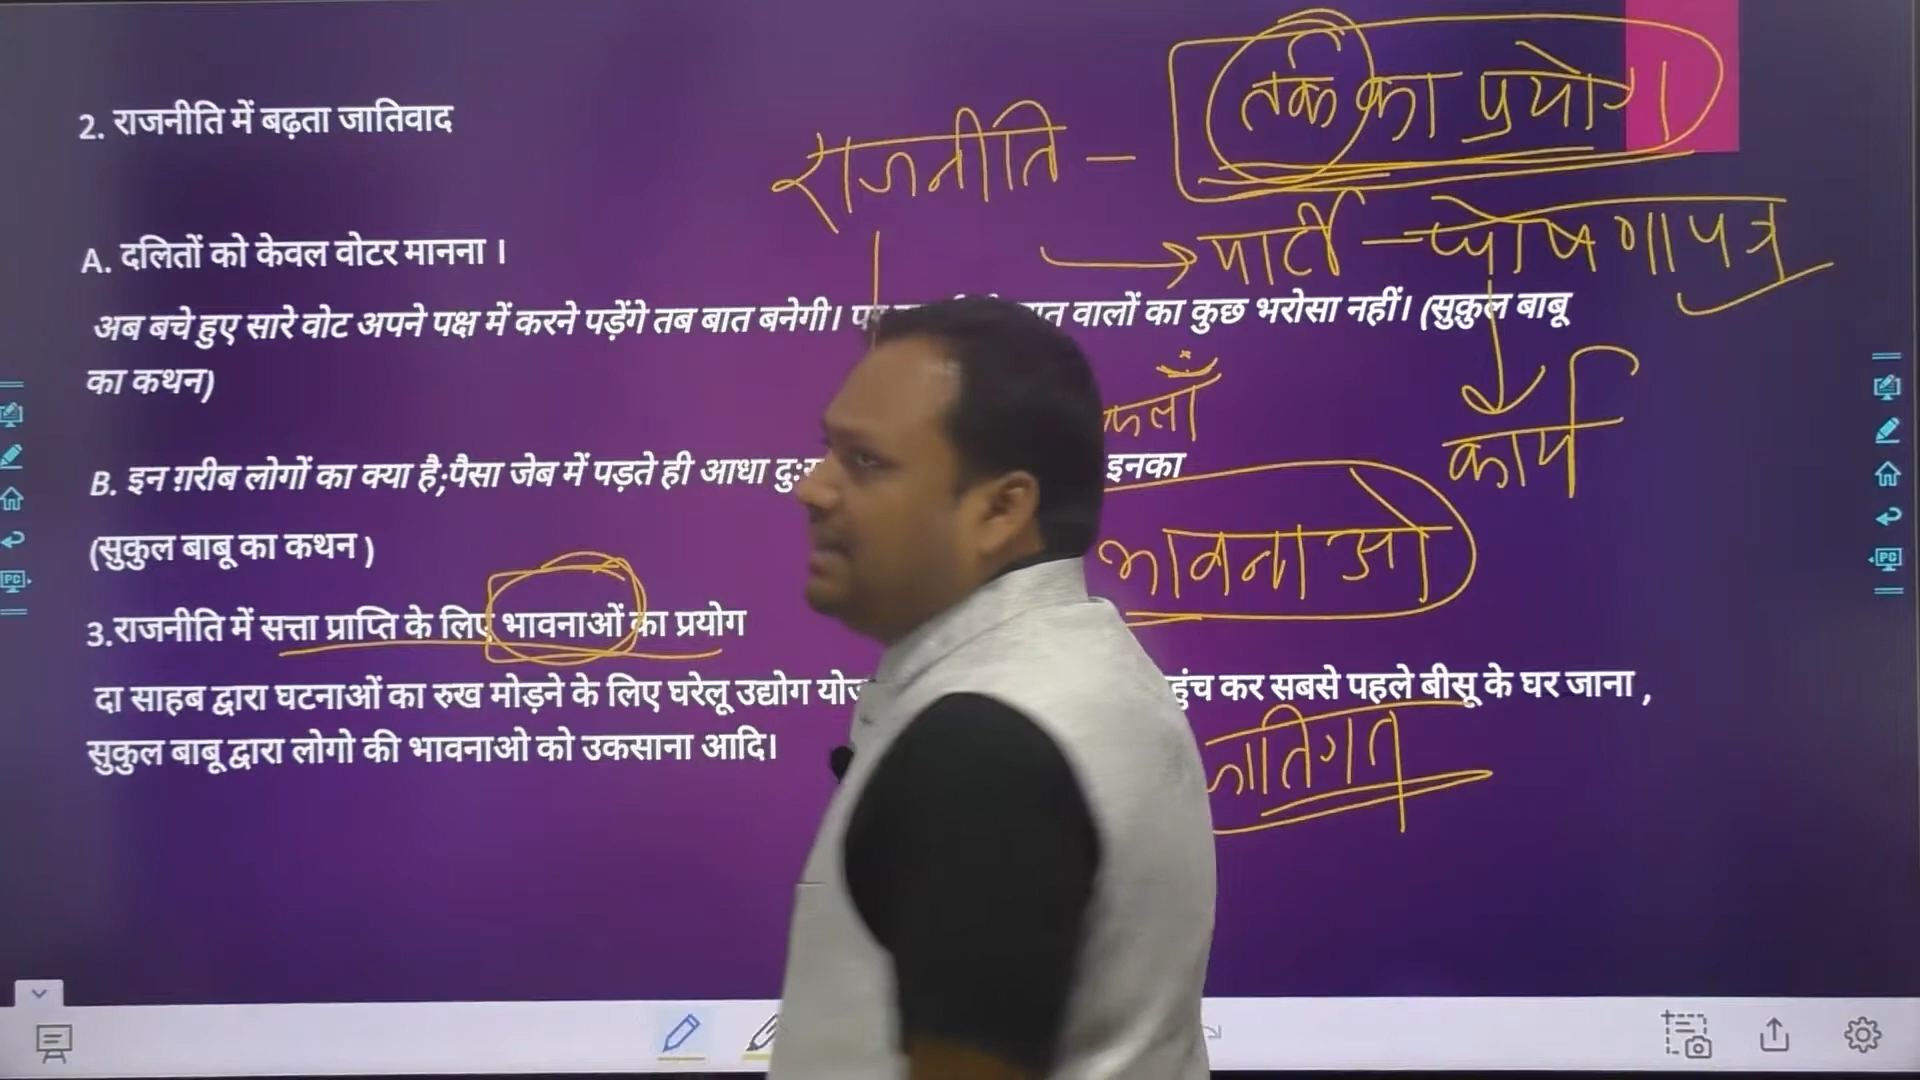 2. राजनीति में बढ़ता जातिवाद
राजनीति – तर्क का प्रयोग।
पार्टी – घोषणापत्र
A. दलितों को केवल वोटर मानना ।
अब बचे हुए सारे वोट अपने पक्ष में करने पड़ेंगे तब बात बनेगी। वालों का कुछ भरोसा नहीं। (सुकुल बाबू
का कथन)
फलाँ
कार्य
B. इन ग़रीब लोगों का क्या है;पैसा जेब में पड़ते ही आधा इनका
(सुकुल बाबू का कथन )
भावनाओ
3.राजनीति में सत्ता प्राप्ति के लिए भावनाओं का प्रयोग
दा साहब द्वारा घटनाओं का रुख मोड़ने के लिए घरेलू उद्योग कर सबसे पहले बीसू के घर जाना ,
सुकुल बाबू द्वारा लोगो की भावनाओ को उकसाना आदि।
जातिगत